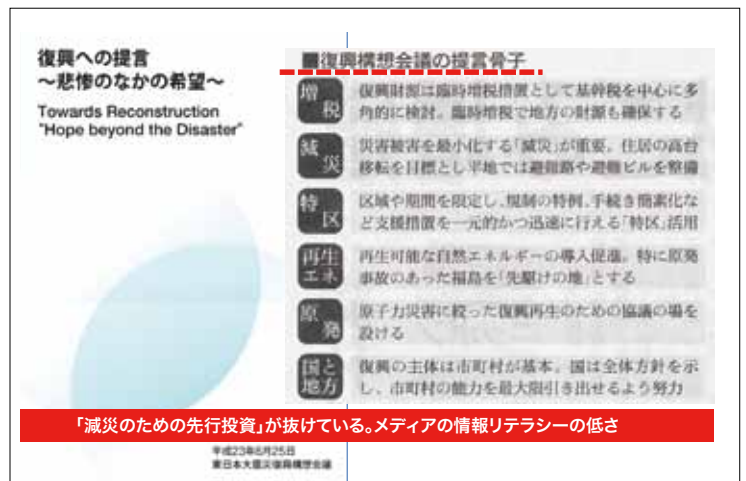 復興への提言
〜悲惨のなかの希望〜
Towards Reconstruction
"Hope beyond the Disaster"
■復興構想会議の提言骨子
増税
復興財源は臨時増税措置として基幹税を中心に多
角的に検討。臨時増税で地方の財源も確保する
減災
災害被害を最小化する「減災」が重要。住居の高台
移転を目標とし平地では避難路や避難ビルを整備
特区
区域や期間を限定し、規制の特例、手続き簡素化な
ど支援措置を一元的かつ迅速に行える「特区」活用
再生
エネ
再生可能な自然エネルギーの導入促進。特に原発
事故のあった福島を「先駆けの地」とする
原発
原子力災害に絞った復興再生のための協議の場を
設ける
国と
地方
復興の主体は市町村が基本。国は全体方針を示
し、市町村の能力を最大限引き出せるよう努力
「減災のための先行投資」が抜けている。メディアの情報リテラシーの低さ
平成23年6月25日
東日本大震災復興構想会議